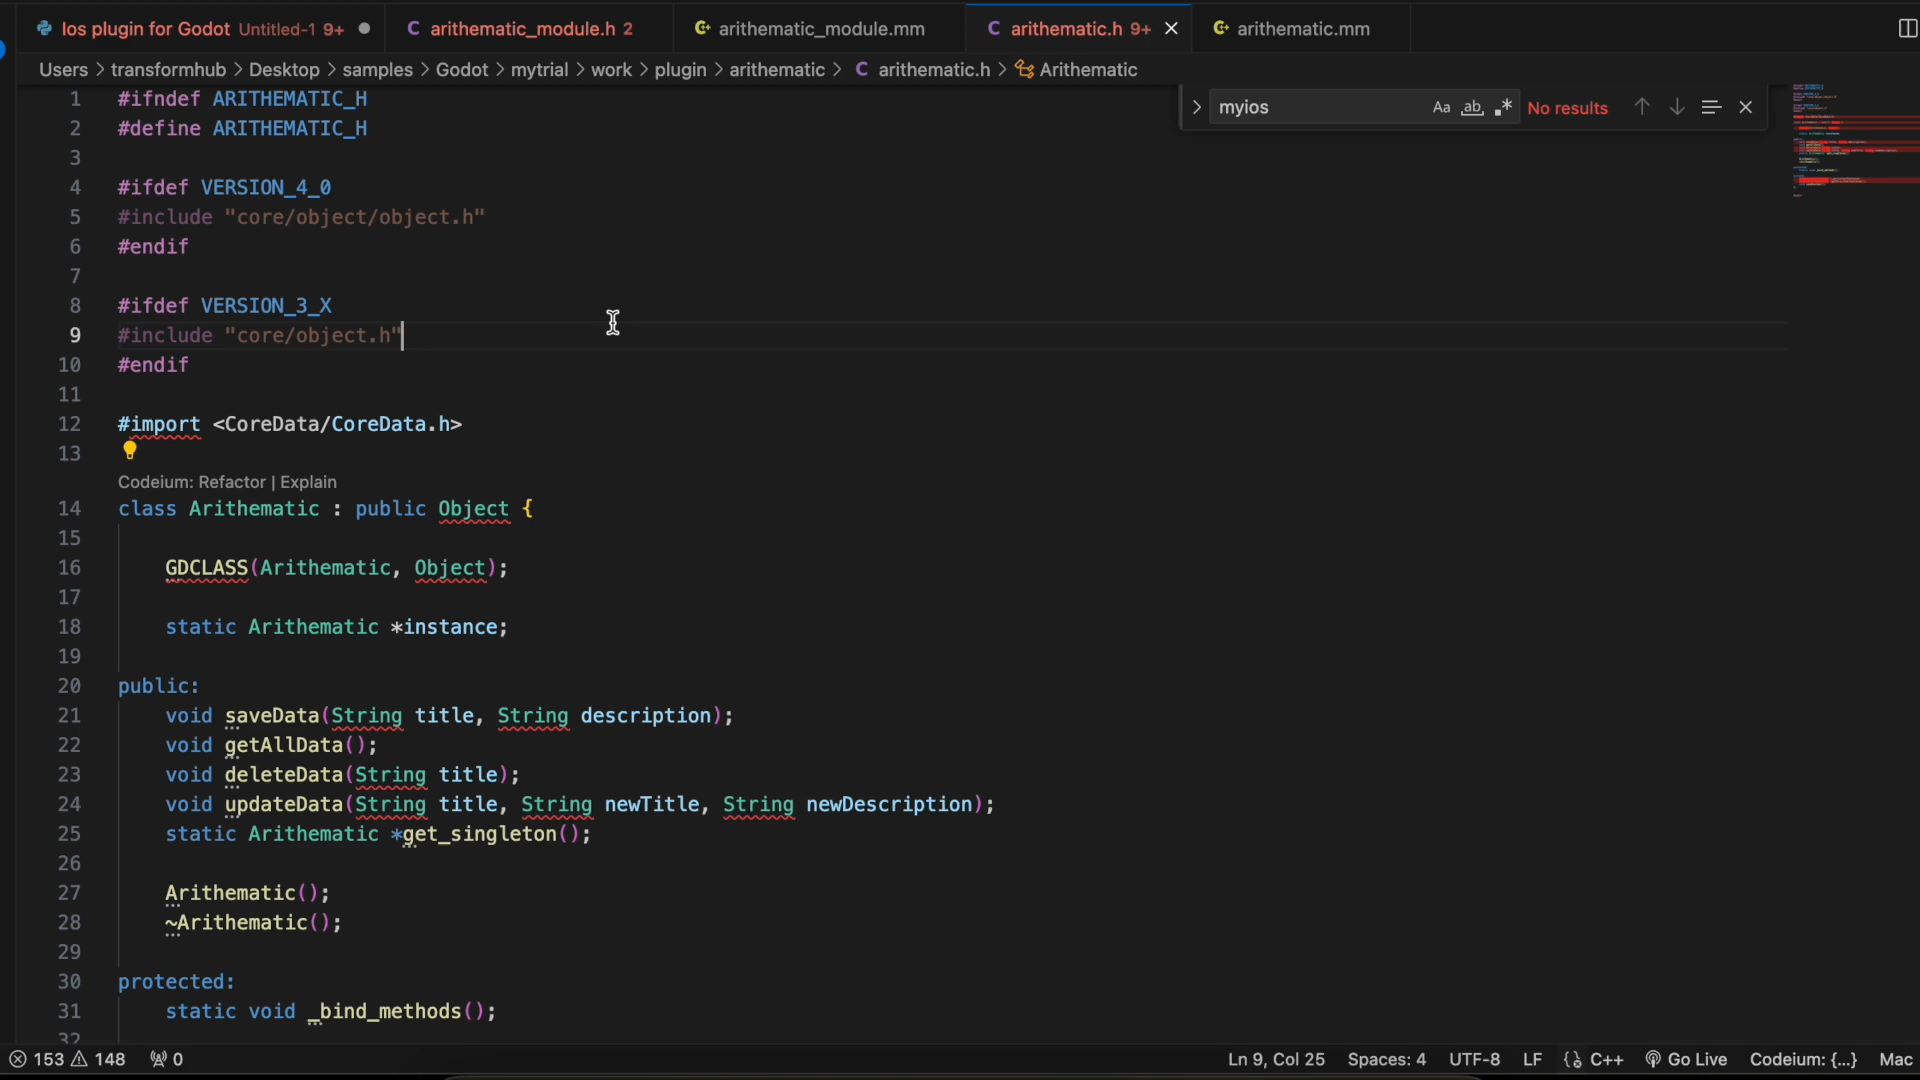 Ios plugin for Godot Untitled-1 9+ C arithematic_module.h 2 arithematic_module.mm C arithematic.h 9+ arithematic.mm
Users > transformhub > Desktop > samples > Godot > mytrial > work > plugin > arithematic > C arithematic.h > Arithematic
myios Aa ab No results
1 #ifndef ARITHEMATIC_H
2 #define ARITHEMATIC_H
3
4 #ifdef VERSION_4_0
5 #include "core/object/object.h"
6 #endif
7
8 #ifdef VERSION_3_X
9 #include "core/object.h"
10 #endif
11
12 #import <CoreData/CoreData.h>
13
Codeium: Refactor | Explain
14 class Arithematic : public Object {
15
16 GDCLASS(Arithematic, Object);
17
18 static Arithematic *instance;
19
20 public:
21 void saveData(String title, String description);
22 void getAllData();
23 void deleteData(String title);
24 void updateData(String title, String newTitle, String newDescription);
25 static Arithematic *get_singleton();
26
27 Arithematic();
28 ~Arithematic();
29
30 protected:
31 static void _bind_methods();
32
153 148 0 Ln 9, Col 25 Spaces: 4 UTF-8 LF C++ Go Live Codeium: {...} Mac